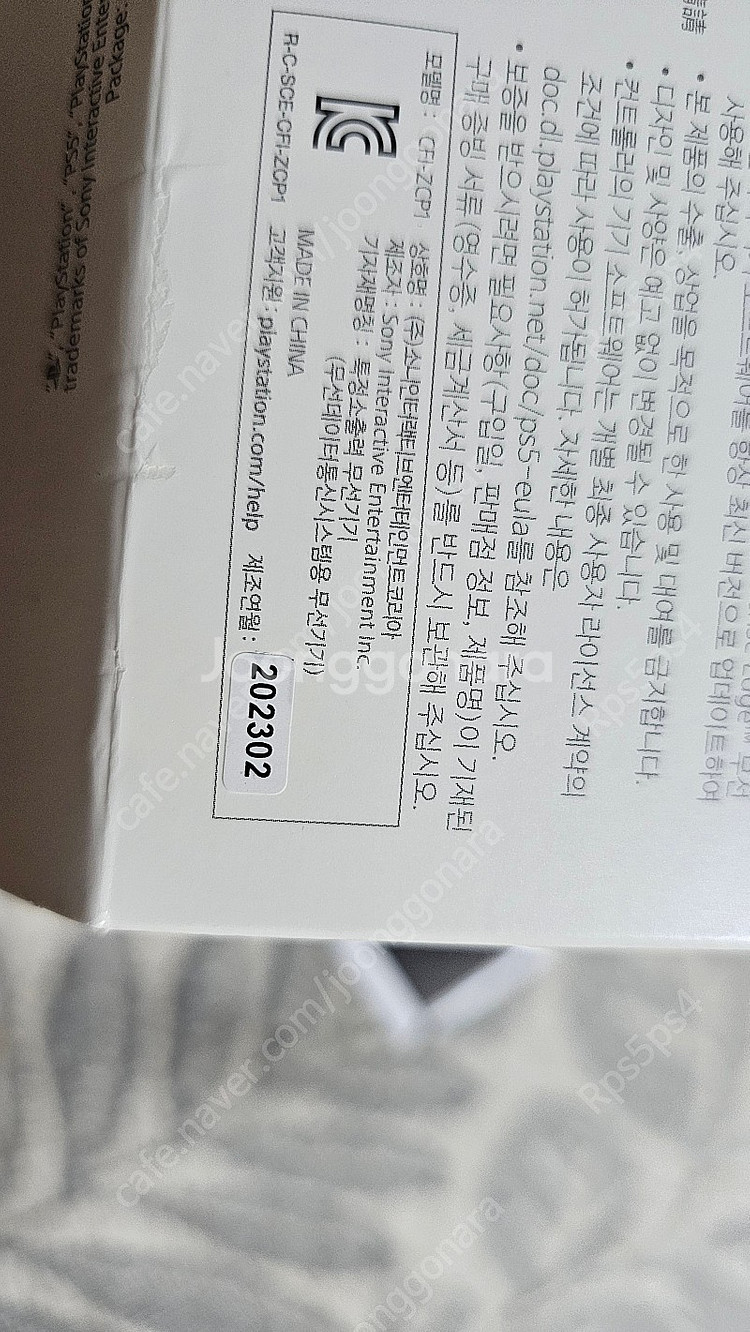 사용해 주십시오.
• 본 제품의 수출, 상업을 목적으로 한 사용 및 대여를 금지합니다.
• 디자인 및 사양은 예고 없이 변경될 수 있습니다.
• 컨트롤러의 기기 소프트웨어는 개별 최종 사용자 라이선스 계약의
조건에 따라 사용이 허가됩니다. 자세한 내용은
doc.dl.playstation.net/doc/ps5-eula를 참조해 주십시오.
• 보증을 받으시려면 필요사항(구입일, 판매점 정보, 제품명)이 기재된
구매 증빙 서류 (영수증, 세금계산서 등)를 반드시 보관해 주십시오.
모델명 : CFI-ZCP1
상호명 : (주)소니인터랙티브엔터테인먼트코리아
제조자 : Sony Interactive Entertainment Inc.
기자재명칭 : 특정소출력 무선기기
(무선데이터통신시스템용 무선기기)
MADE IN CHINA
R-C-SCE-CFI-ZCP1
고객지원 : playstation.com/help 제조연월 : 202302
"PlayStation", "PS5", "PlayStation
trademarks of Sony Interactive Ente
Package:
Joonggonara
cafe.naver.com/joonggonara
Rps5ps4